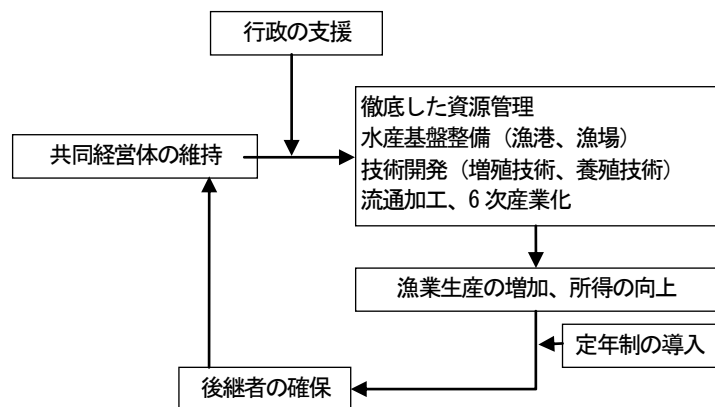 行政の支援
徹底した資源管理
水産基盤整備（漁港、漁場）
共同経営体の維持
技術開発（増殖技術、養殖技術）
流通加工、6次産業化
漁業生産の増加、所得の向上
定年制の導入
後継者の確保